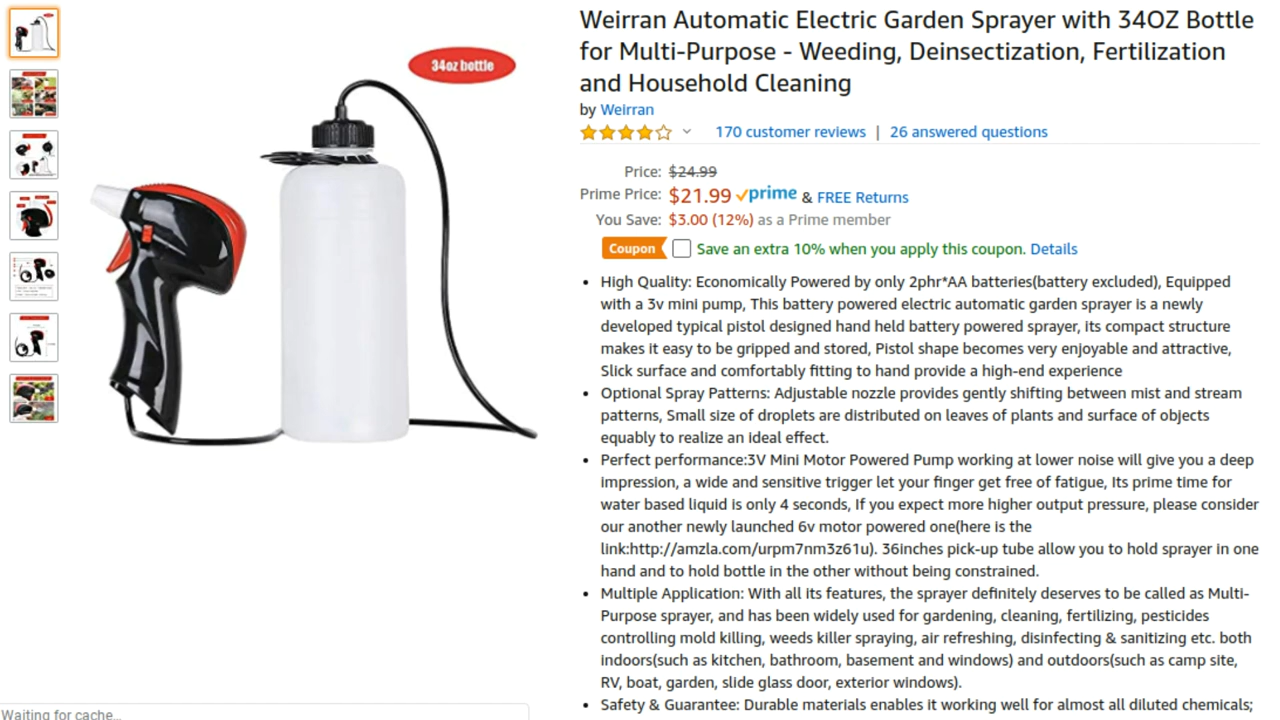 34oz bottle
Weirran Automatic Electric Garden Sprayer with 34OZ Bottle
for Multi-Purpose - Weeding, Deinsectization, Fertilization
and Household Cleaning
by Weirran
170 customer reviews | 26 answered questions
Price: $24.99
Prime Price: $21.99 prime & FREE Returns
You Save: $3.00 (12%) as a Prime member
Coupon Save an extra 10% when you apply this coupon. Details
• High Quality: Economically Powered by only 2phr*AA batteries(battery excluded), Equipped
with a 3v mini pump, This battery powered electric automatic garden sprayer is a newly
developed typical pistol designed hand held battery powered sprayer, its compact structure
makes it easy to be gripped and stored, Pistol shape becomes very enjoyable and attractive,
Slick surface and comfortably fitting to hand provide a high-end experience
• Optional Spray Patterns: Adjustable nozzle provides gently shifting between mist and stream
patterns, Small size of droplets are distributed on leaves of plants and surface of objects
equably to realize an ideal effect.
• Perfect performance:3V Mini Motor Powered Pump working at lower noise will give you a deep
impression, a wide and sensitive trigger let your finger get free of fatigue, Its prime time for
water based liquid is only 4 seconds, If you expect more higher output pressure, please consider
our another newly launched 6v motor powered one(here is the
link:http://amzla.com/urpm7nm3z61u). 36inches pick-up tube allow you to hold sprayer in one
hand and to hold bottle in the other without being constrained.
• Multiple Application: With all its features, the sprayer definitely deserves to be called as Multi-
Purpose sprayer, and has been widely used for gardening, cleaning, fertilizing, pesticides
controlling mold killing, weeds killer spraying, air refreshing, disinfecting & sanitizing etc. both
indoors(such as kitchen, bathroom, basement and windows) and outdoors(such as camp site,
RV, boat, garden, slide glass door, exterior windows).
• Safety & Guarantee: Durable materials enables it working well for almost all diluted chemicals;
Waiting for cache...